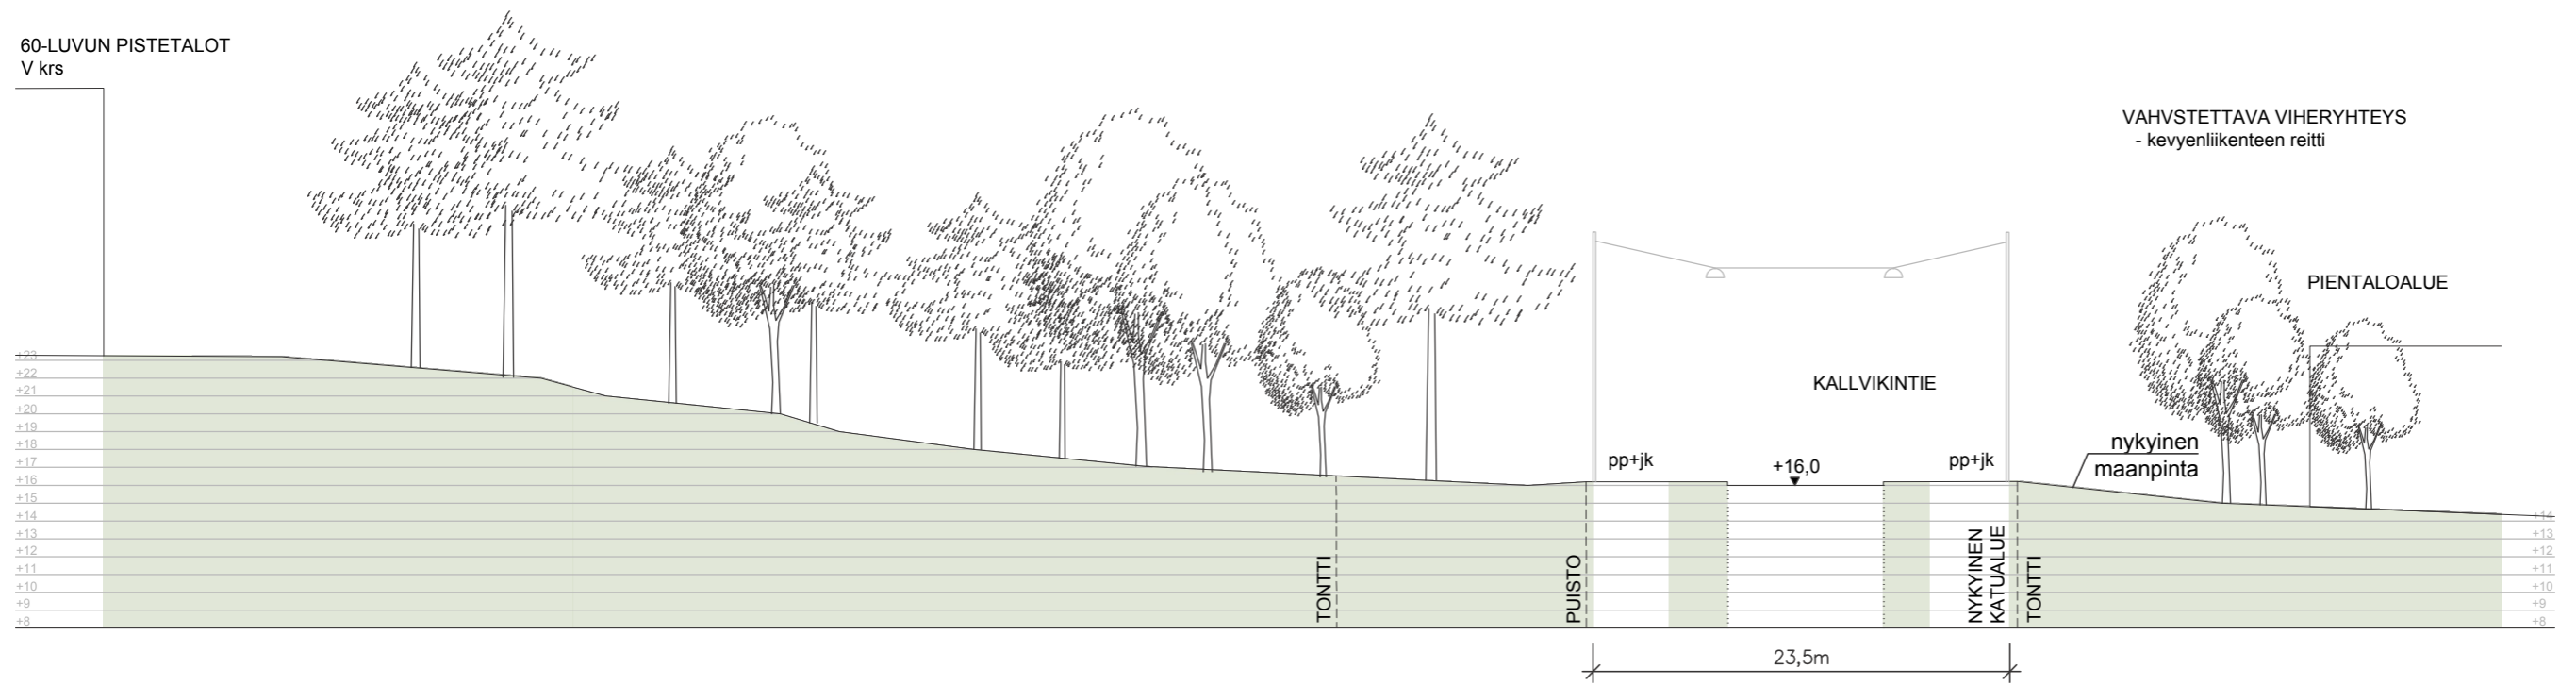 60-LUVUN PISTETALOT
V krs
VAHVSTETTAVA VIHERYHTEYS
- kevyenliikenteen reitti
PIENTALOALUE
KALLVIKINTIE
nykyinen
maanpinta
pp+jk
+16,0
pp+jk
+23
+22
+21
+20
+19
+18
+17
+16
+15
+14
+13
+12
+11
+10
+9
+8
TONTTI
PUISTO
NYKYINEN
KATUALUE
TONTTI
+14
+13
+12
+11
+10
+9
+8
23,5m